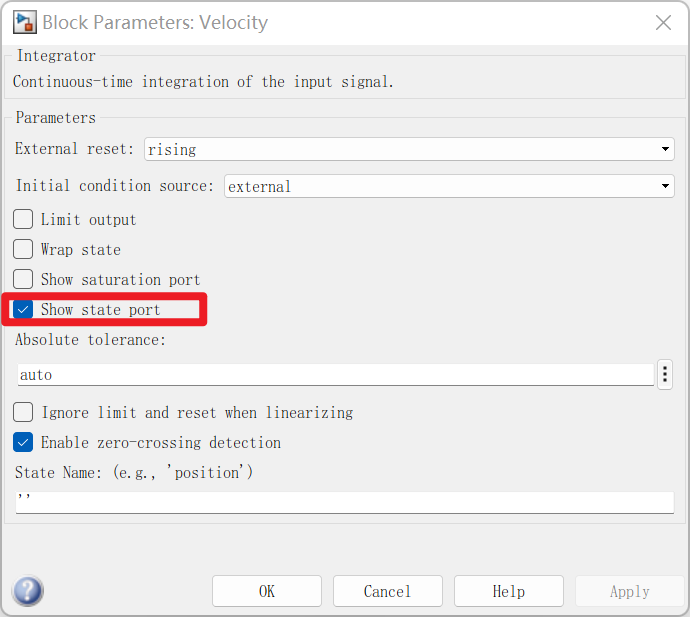 Block Parameters: Velocity
Integrator
Continuous-time integration of the input signal.
Parameters
External reset: rising
Initial condition source: external
Limit output
Wrap state
Show saturation port
Show state port
Absolute tolerance:
auto
Ignore limit and reset when linearizing
Enable zero-crossing detection
State Name: (e.g., 'position')
''
? OK Cancel Help Apply